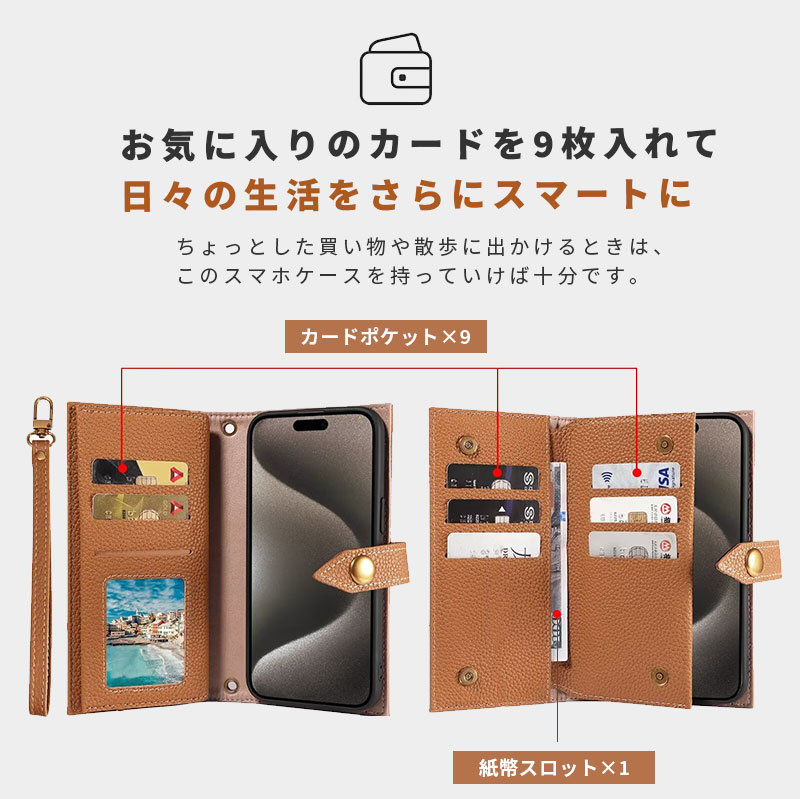 お気に入りのカードを9枚入れて
日々の生活をさらにスマートに
ちょっとした買い物や散歩に出かけるときは、
このスマホケースを持っていけば十分です。
カードポケット×9
VISA
紙幣スロット×1